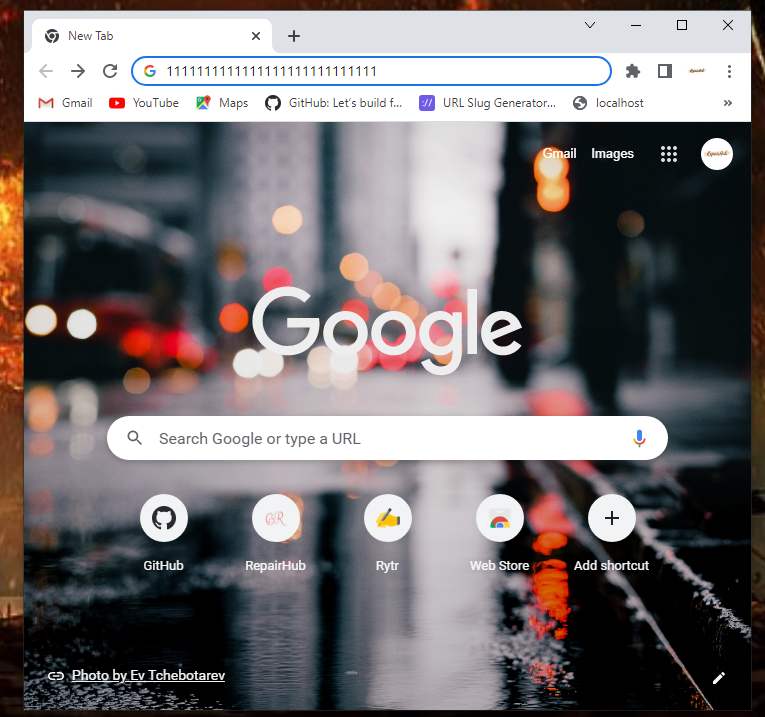 New Tab
1111111111111111111111111111
Gmail
YouTube
Maps
GitHub: Let's build f...
URL Slug Generator...
localhost
Gmail
Images
Google
Search Google or type a URL
GR
GitHub
RepairHub
Rytr
Web Store
Add shortcut
Photo by Ev Tchebotarev